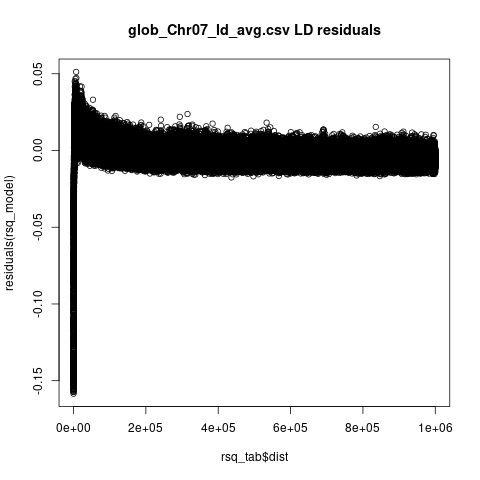 glob_Chr07_ld_avg.csv LD residuals
0.05
0.00
-0.05
-0.10
-0.15
residuals(rsq_model)
0e+00 2e+05 4e+05 6e+05 8e+05 1e+06
rsq_tab$dist